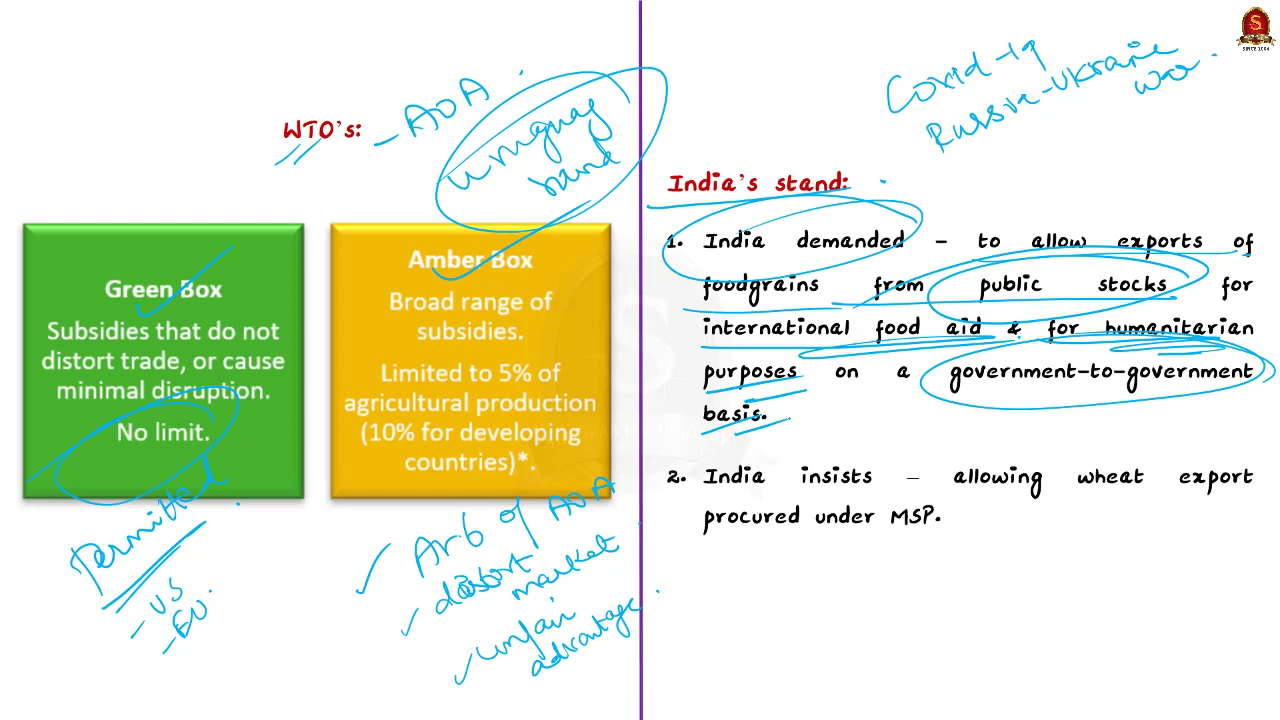 S
SINCE 2004
WTO's:
- AOA
Uruguay
round
Green Box
Subsidies that do not
distort trade, or cause
minimal disruption.
No limit.
Permitted
- US
- EU.
Amber Box
Broad range of
subsidies.
Limited to 5% of
agricultural production
(10% for developing
countries)*.
Ar.6 of AOA
distort
market
unfair
advantage.
Covid-19
Russia-Ukraine
war.
India's stand:
1. India demanded – to allow exports of
foodgrains from public stocks for
international food aid & for humanitarian
purposes on a government-to-government
basis.
2. India insists – allowing wheat export
procured under MSP.